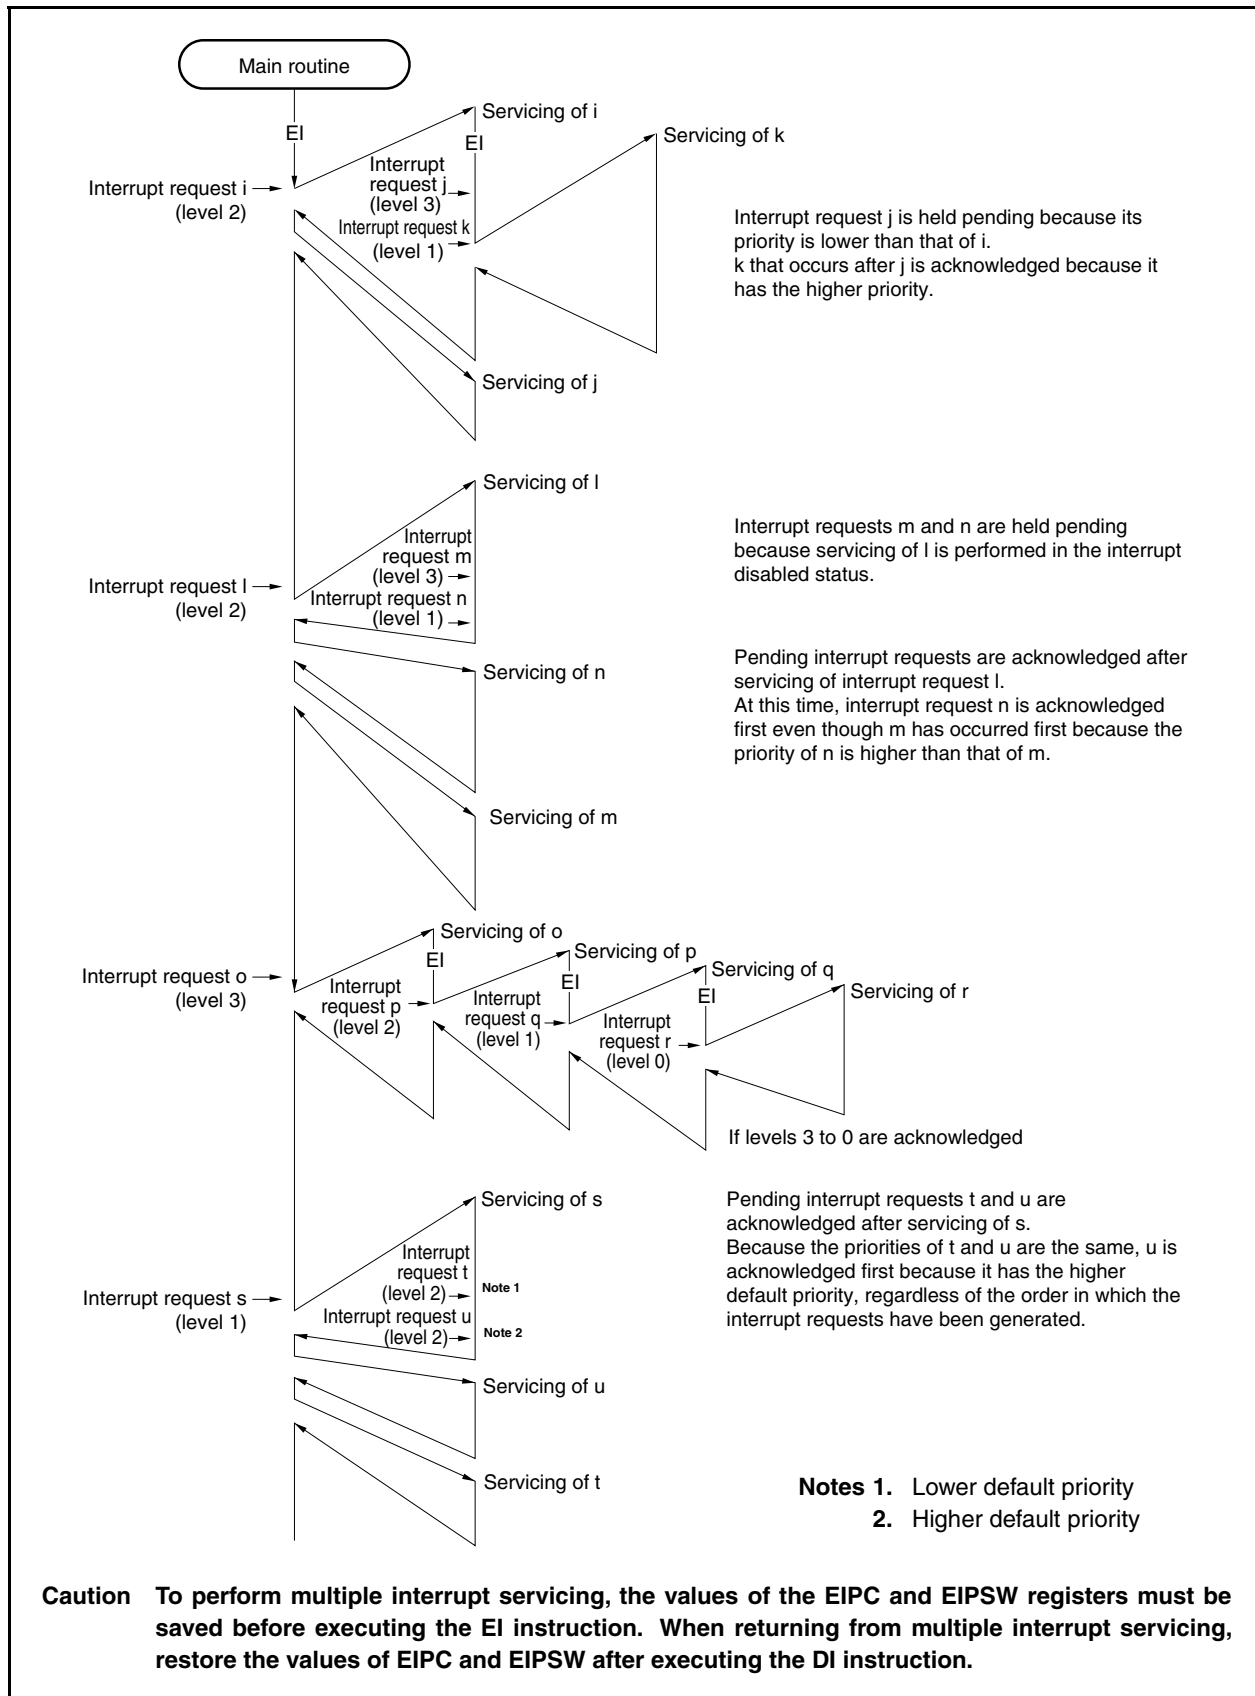 Main routine
EI
Interrupt request i
(level 2)
Servicing of i
EI
Interrupt
request j
(level 3)
Interrupt request k
(level 1)
Servicing of k
Interrupt request j is held pending because its
priority is lower than that of i.
k that occurs after j is acknowledged because it
has the higher priority.
Servicing of j
Servicing of l
Interrupt
request m
(level 3)
Interrupt request n
(level 1)
Interrupt request l
(level 2)
Interrupt requests m and n are held pending
because servicing of l is performed in the interrupt
disabled status.
Servicing of n
Pending interrupt requests are acknowledged after
servicing of interrupt request l.
At this time, interrupt request n is acknowledged
first even though m has occurred first because the
priority of n is higher than that of m.
Servicing of m
Interrupt request o
(level 3)
Servicing of o
EI
Interrupt
request p
(level 2)
Servicing of p
EI
Interrupt
request q
(level 1)
Servicing of q
EI
Interrupt
request r
(level 0)
Servicing of r
If levels 3 to 0 are acknowledged
Servicing of s
Interrupt
request t
(level 2)
Note 1
Interrupt request u
(level 2)
Note 2
Interrupt request s
(level 1)
Pending interrupt requests t and u are
acknowledged after servicing of s.
Because the priorities of t and u are the same, u is
acknowledged first because it has the higher
default priority, regardless of the order in which the
interrupt requests have been generated.
Servicing of u
Servicing of t
Notes 1. Lower default priority
2. Higher default priority
Caution To perform multiple interrupt servicing, the values of the EIPC and EIPSW registers must be
saved before executing the EI instruction. When returning from multiple interrupt servicing,
restore the values of EIPC and EIPSW after executing the DI instruction.